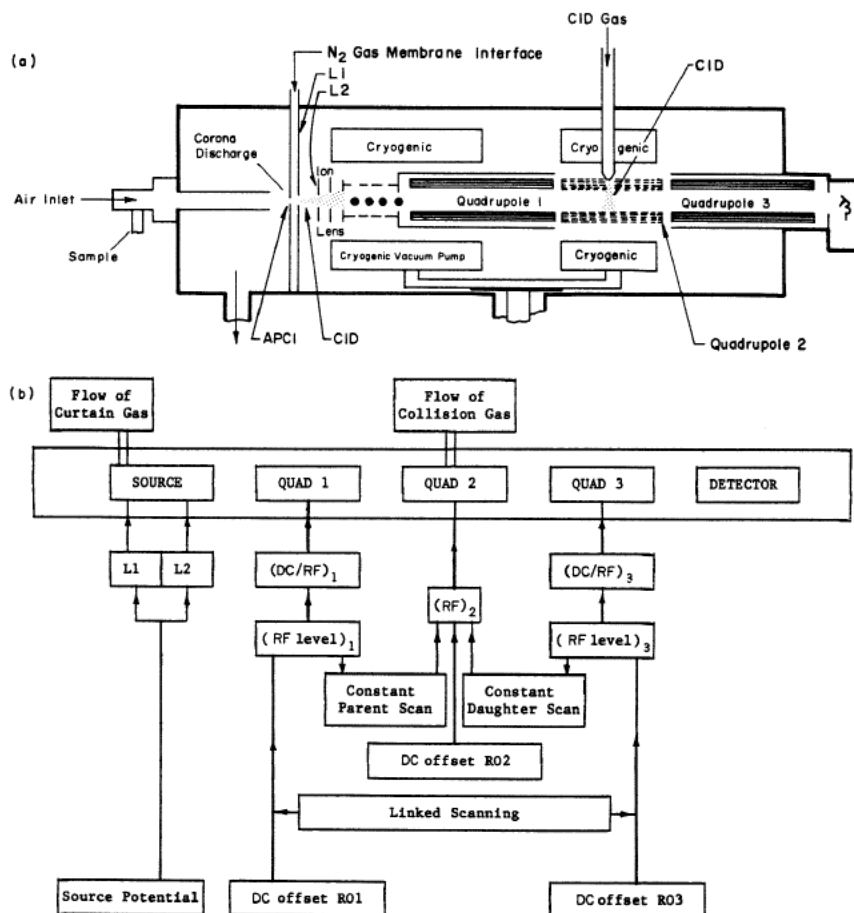 (a)
CID Gas
N2 Gas Membrane Interface
L1
L2
CID
Corona
Discharge
Cryogenic
Cryo genic
Ion
Air Inlet
Quadrupole 1
Quadrupole 3
Lens
Sample
Cryogenic Vacuum Pump
Cryogenic
APCI
CID
Quadrupole 2
(b)
Flow of
Curtain Gas
Flow of
Collision Gas
SOURCE
QUAD 1
QUAD 2
QUAD 3
DETECTOR
L1
L2
(DC/RF)1
(DC/RF)3
(RF)2
(RF level)1
(RF level)3
Constant
Parent Scan
Constant
Daughter Scan
DC offset RO2
Linked Scanning
Source Potential
DC offset RO1
DC offset RO3